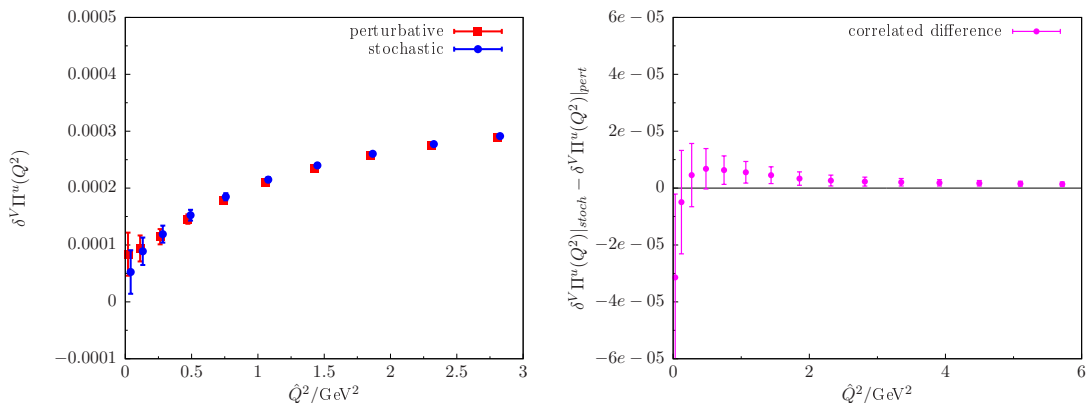 0.0005
0.0004
0.0003
0.0002
0.0001
0
−0.0001
0
0.5
1
1.5
2
2.5
3
δ^V Π^u(Q^2)
Q̂^2/GeV^2
perturbative
stochastic
6e − 05
4e − 05
2e − 05
0
−2e − 05
−4e − 05
−6e − 05
0
2
4
6
δ^V Π^u(Q^2)|_{stoch} − δ^V Π^u(Q^2)|_{pert}
Q̂^2/GeV^2
correlated difference